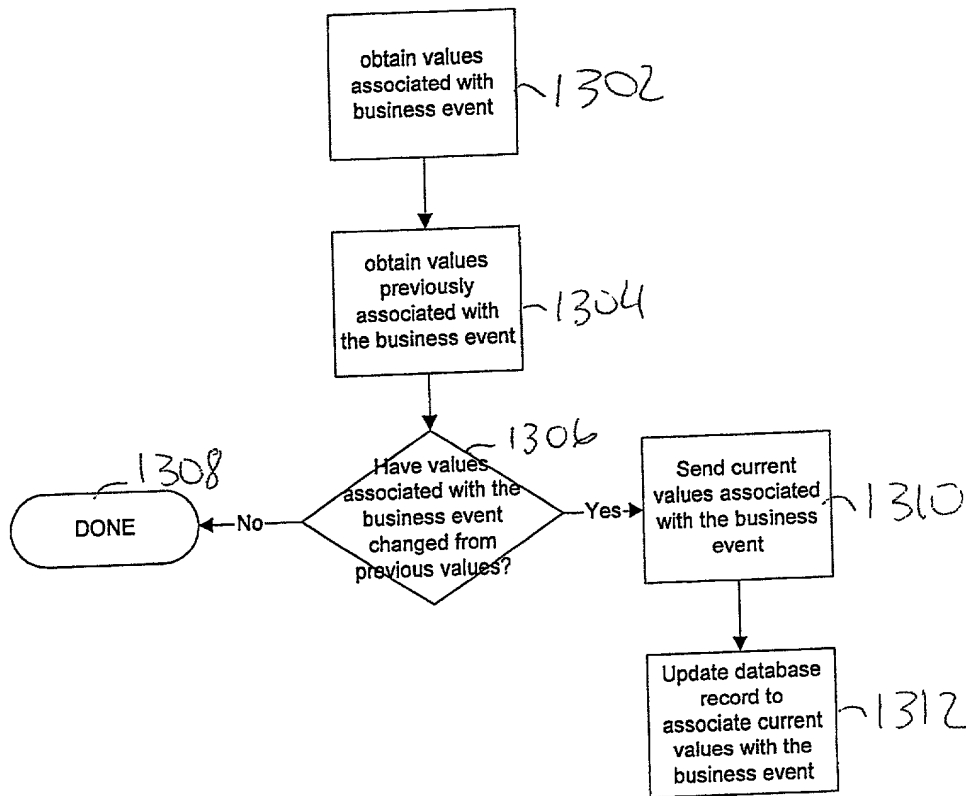 obtain values
associated with
business event
1302
obtain values
previously
associated with
the business event
1304
1306
Have values
associated with the
business event
changed from
previous values?
1308
DONE
No
Yes
Send current
values associated
with the business
event
1310
Update database
record to
associate current
values with the
business event
1312